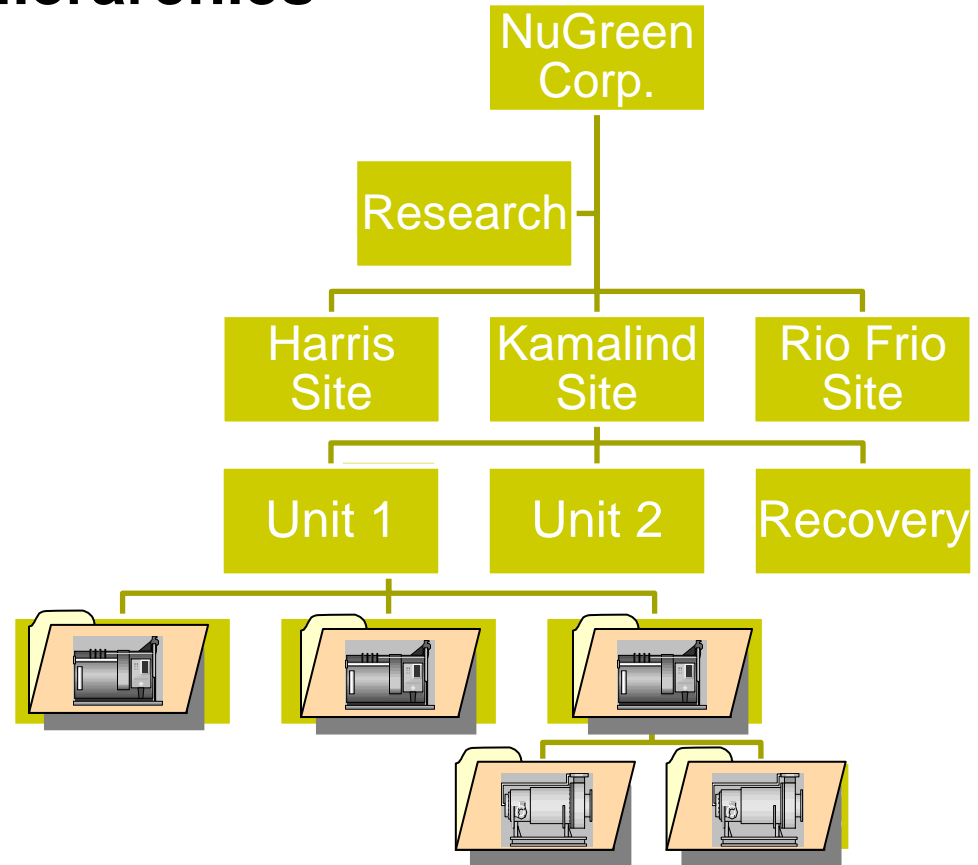 NuGreen
Corp.
Research
Harris
Site
Kamalind
Site
Rio Frio
Site
Unit 1
Unit 2
Recovery